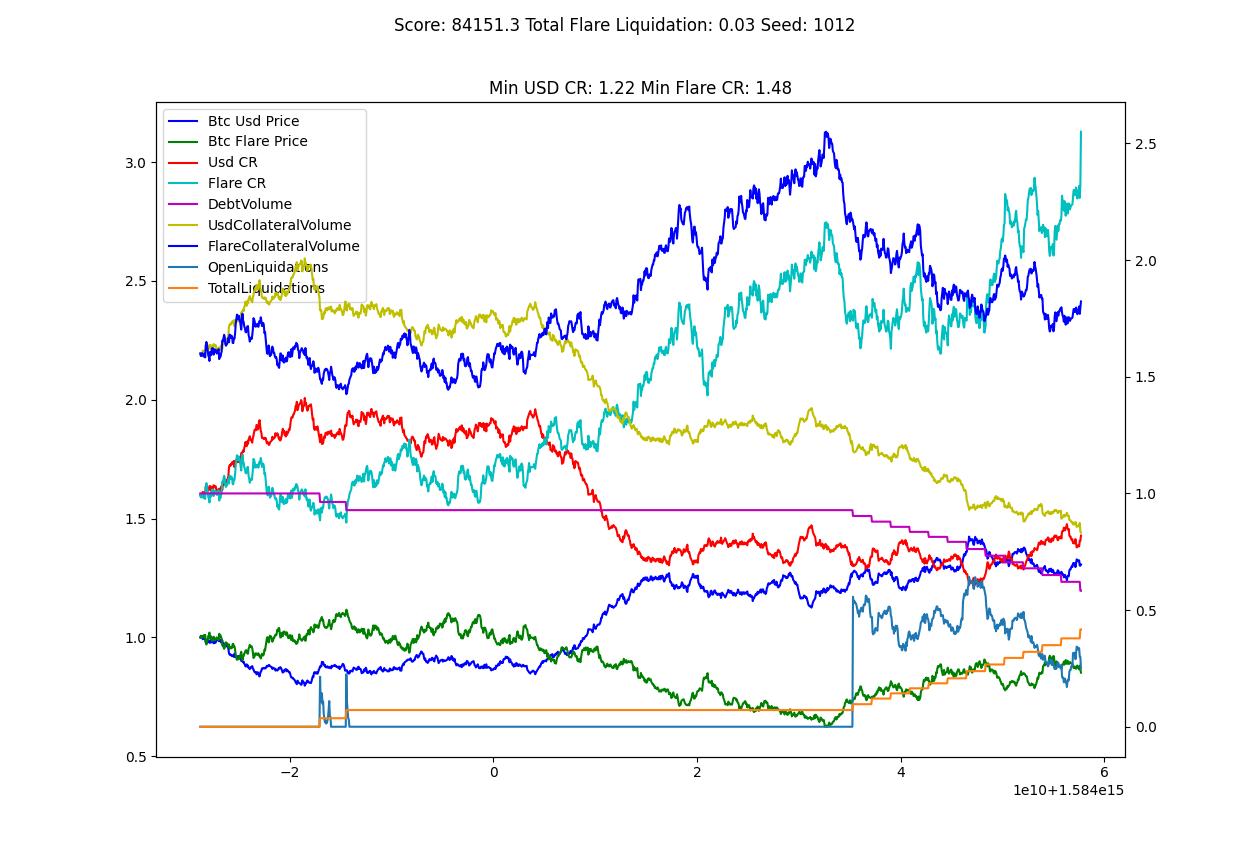 Score: 84151.3 Total Flare Liquidation: 0.03 Seed: 1012
Min USD CR: 1.22 Min Flare CR: 1.48
Btc Usd Price
Btc Flare Price
Usd CR
Flare CR
DebtVolume
UsdCollateralVolume
FlareCollateralVolume
OpenLiquidations
TotalLiquidations
3.0
2.5
2.0
1.5
1.0
0.5
2.5
2.0
1.5
1.0
0.5
0.0
−2
0
2
4
6
1e10+1.584e15